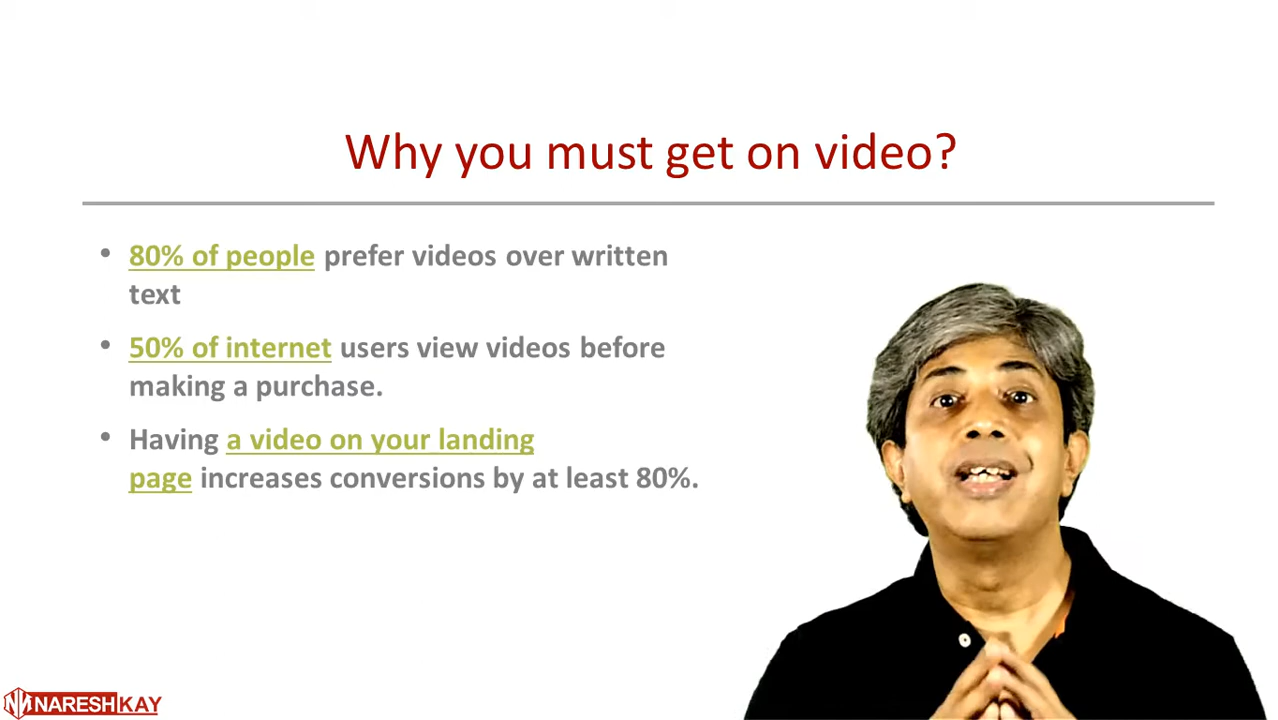 Why you must get on video?
• 80% of people prefer videos over written
text
• 50% of internet users view videos before
making a purchase.
• Having a video on your landing
page increases conversions by at least 80%.
NARESHKAY